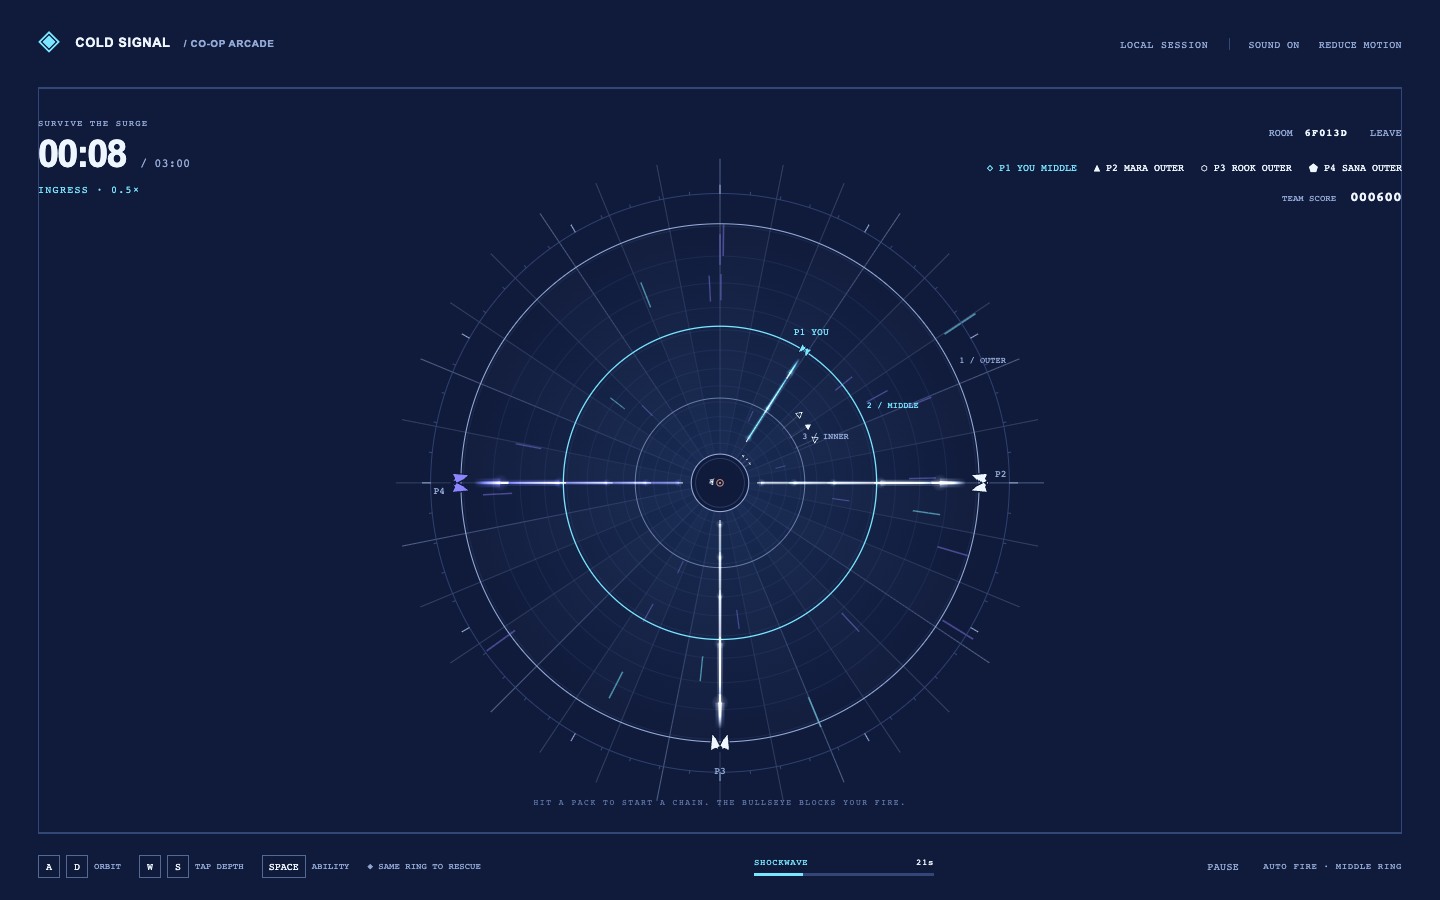 COLD SIGNAL / CO-OP ARCADE
LOCAL SESSION SOUND ON REDUCE MOTION
SURVIVE THE SURGE
00:08 / 03:00
INGRESS · 0.5×
ROOM 6F013D LEAVE
◇ P1 YOU MIDDLE ▲ P2 MARA OUTER ○ P3 ROOK OUTER ⬟ P4 SANA OUTER
TEAM SCORE 000600
P1 YOU
1 / OUTER
2 / MIDDLE
3 / INNER
P2
P4
P3
HIT A PACK TO START A CHAIN. THE BULLSEYE BLOCKS YOUR FIRE.
A D ORBIT W S TAP DEPTH SPACE ABILITY ◆ SAME RING TO RESCUE
SHOCKWAVE 21s
PAUSE AUTO FIRE · MIDDLE RING